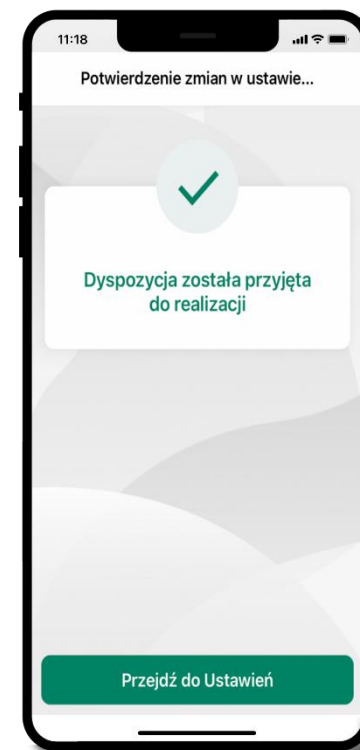 11:18
Potwierdzenie zmian w ustawie...
Dyspozycja została przyjęta
do realizacji
Przejdź do Ustawień